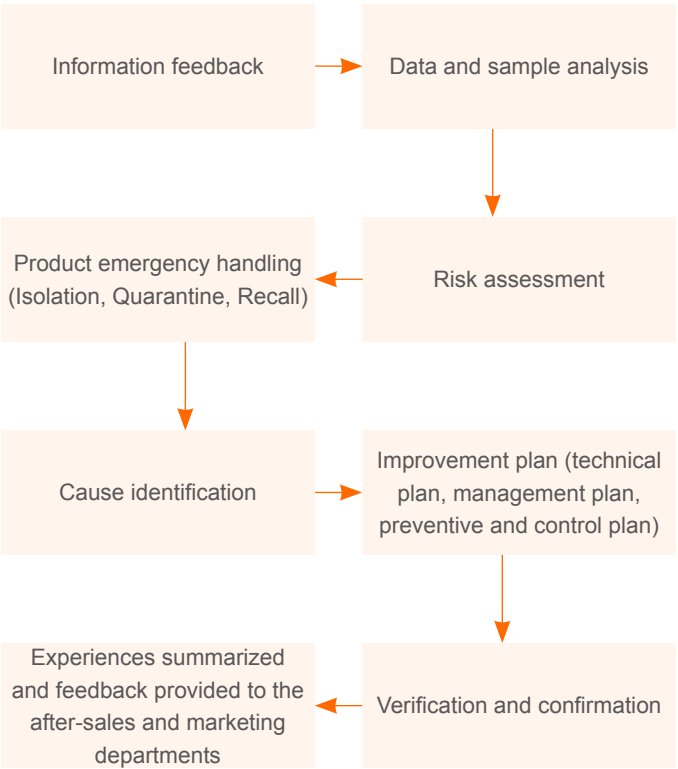 Information feedback
Data and sample analysis
Product emergency handling
(Isolation, Quarantine, Recall)
Risk assessment
Cause identification
Improvement plan (technical
plan, management plan,
preventive and control plan)
Experiences summarized
and feedback provided to the
after-sales and marketing
departments
Verification and confirmation